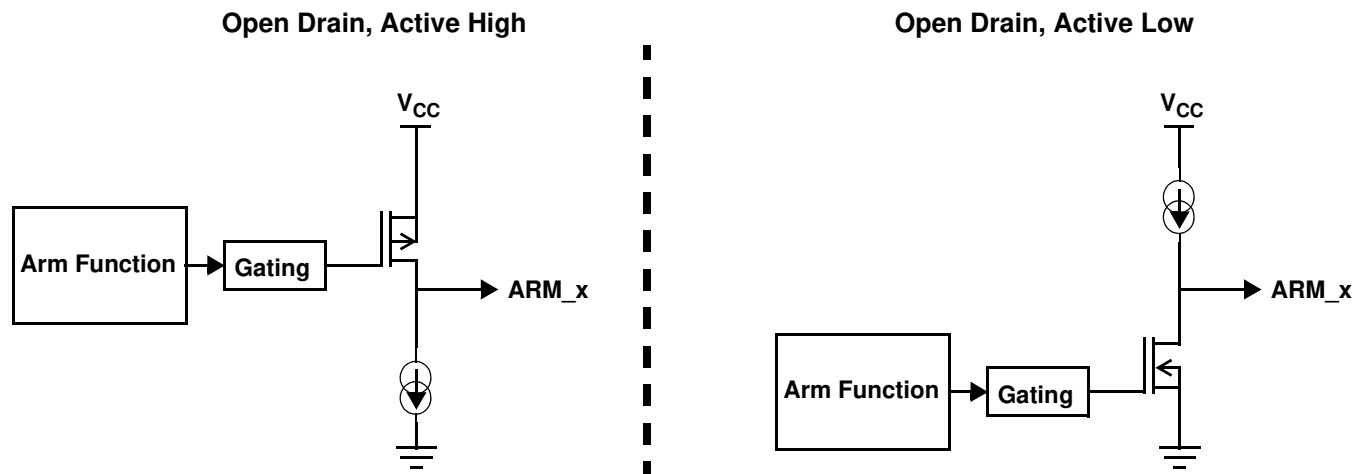 Open Drain, Active High
VCC
Arm Function
Gating
ARM_x
Open Drain, Active Low
VCC
ARM_x
Arm Function
Gating